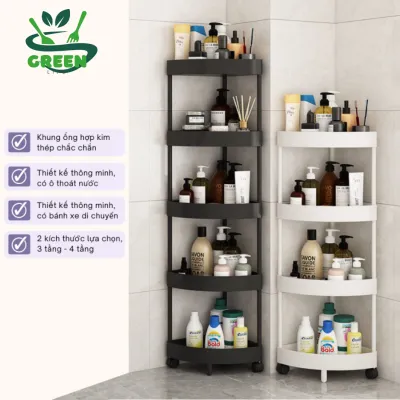 GREEN
Khung ống hợp kim
thép chắc chắn
Thiết kế thông minh,
có ô thoát nước
Thiết kế thông minh,
có bánh xe di chuyển
2 kích thước lựa chọn,
3 tầng - 4 tầng